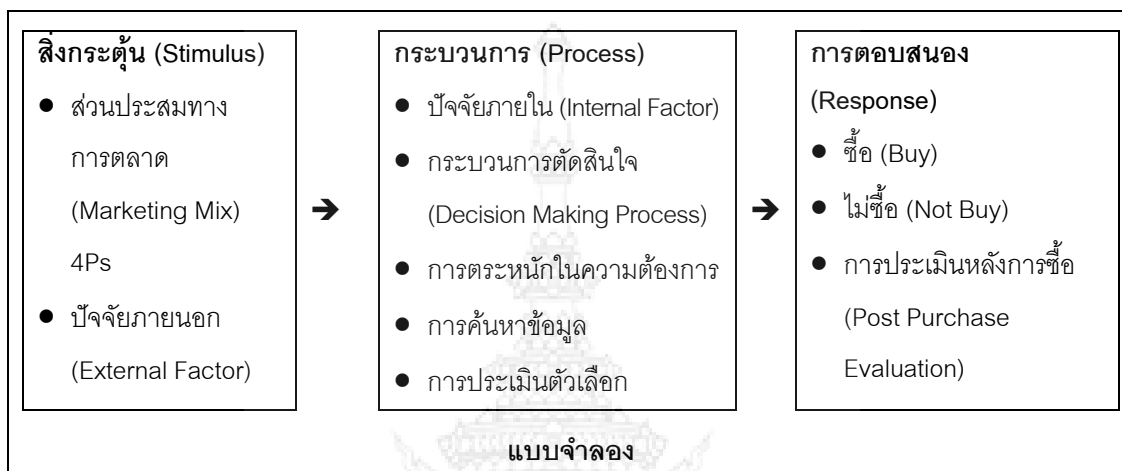 สิ่งกระตุ้น (Stimulus)
● ส่วนประสมทาง
การตลาด
(Marketing Mix)
4Ps
● ปัจจัยภายนอก
(External Factor)
➔
กระบวนการ (Process)
● ปัจจัยภายใน (Internal Factor)
● กระบวนการตัดสินใจ
(Decision Making Process)
● การตระหนักในความต้องการ
● การค้นหาข้อมูล
● การประเมินตัวเลือก
➔
การตอบสนอง
(Response)
● ซื้อ (Buy)
● ไม่ซื้อ (Not Buy)
● การประเมินหลังการซื้อ
(Post Purchase
Evaluation)
แบบจำลอง